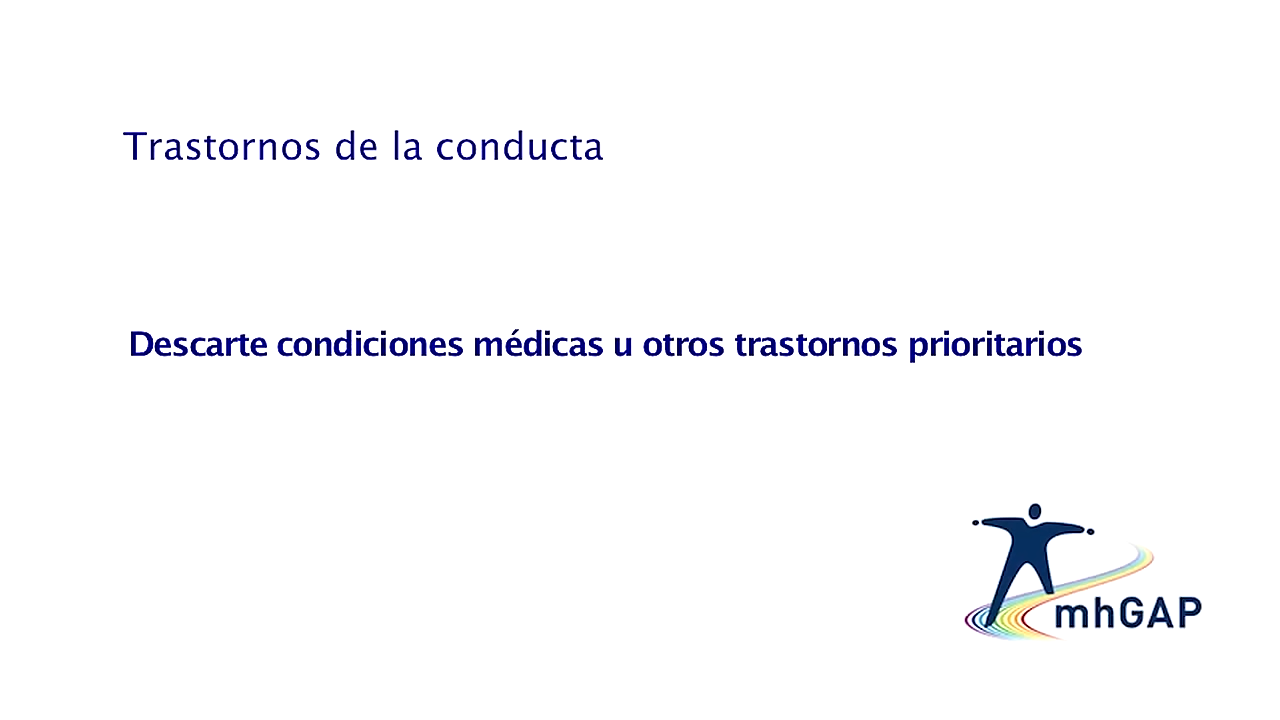 Trastornos de la conducta
Descarte condiciones médicas u otros trastornos prioritarios
mhGAP